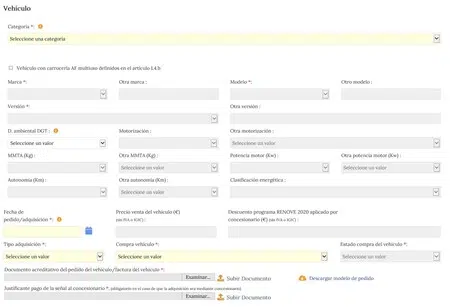 Vehículo
Categoría *:
Seleccione una categoría
Vehículo con carrocería AF multiuso definidos en el artículo 1.4.b:
Marca *: Otra marca : Modelo *: Otro modelo :
Versión *: Otra versión :
D. ambiental DGT : Motorización : Otra motorización :
Seleccione un valor Seleccione un valor
MMTA (Kg) : Otra MMTA (Kg) : Potencia motor (Kw) : Otra potencia motor (Kw) :
Seleccione un valor Seleccione un valor
Autonomía (Km) : Otra autonomía (Km) : Clasificación energética :
Seleccione un valor
Fecha de Precio venta del vehículo (€) Descuento programa RENOVE 2020 aplicado por
pedido/adquisición *: (sin IVA o IGIC) : concesionario (€) (sin IVA o IGIC) :
Tipo adquisición *: Compra vehículo *: Estado compra del vehículo *:
Seleccione un valor Seleccione un valor Seleccione un valor
Documento acreditativo del pedido del vehículo/factura del vehículo *:
Examinar... Subir Documento Descargar modelo de pedido
Justificante pago de la señal al concesionario *: (obligatorio en el caso de que la adquisición sea mediante concesionario)
Examinar... Subir Documento